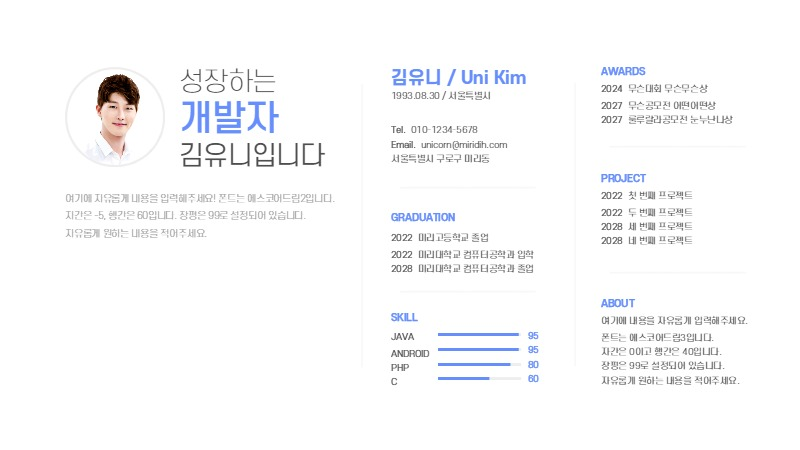 성장하는
개발자
김유니입니다
여기에 자유롭게 내용을 입력해주세요! 폰트는 에스코어드림2입니다.
자간은 -5, 행간은 60입니다. 장평은 99로 설정되어 있습니다.
자유롭게 원하는 내용을 적어주세요.
김유니 / Uni Kim
1993.08.30 / 서울특별시
Tel. 010-1234-5678
Email. unicorn@miridih.com
서울특별시 구로구 미리동
GRADUATION
2022 미리고등학교 졸업
2022 미리대학교 컴퓨터공학과 입학
2028 미리대학교 컴퓨터공학과 졸업
SKILL
JAVA 95
ANDROID 95
PHP 80
C 60
AWARDS
2024 무슨대회 무슨무슨상
2027 무슨공모전 어떤어떤상
2027 룰루랄라공모전 눈누난나상
PROJECT
2022 첫 번째 프로젝트
2022 두 번째 프로젝트
2028 세 번째 프로젝트
2028 네 번째 프로젝트
ABOUT
여기에 내용을 자유롭게 입력해주세요.
폰트는 에스코어드림3입니다.
자간은 0이고 행간은 40입니다.
장평은 99로 설정되어 있습니다.
자유롭게 원하는 내용을 적어주세요.